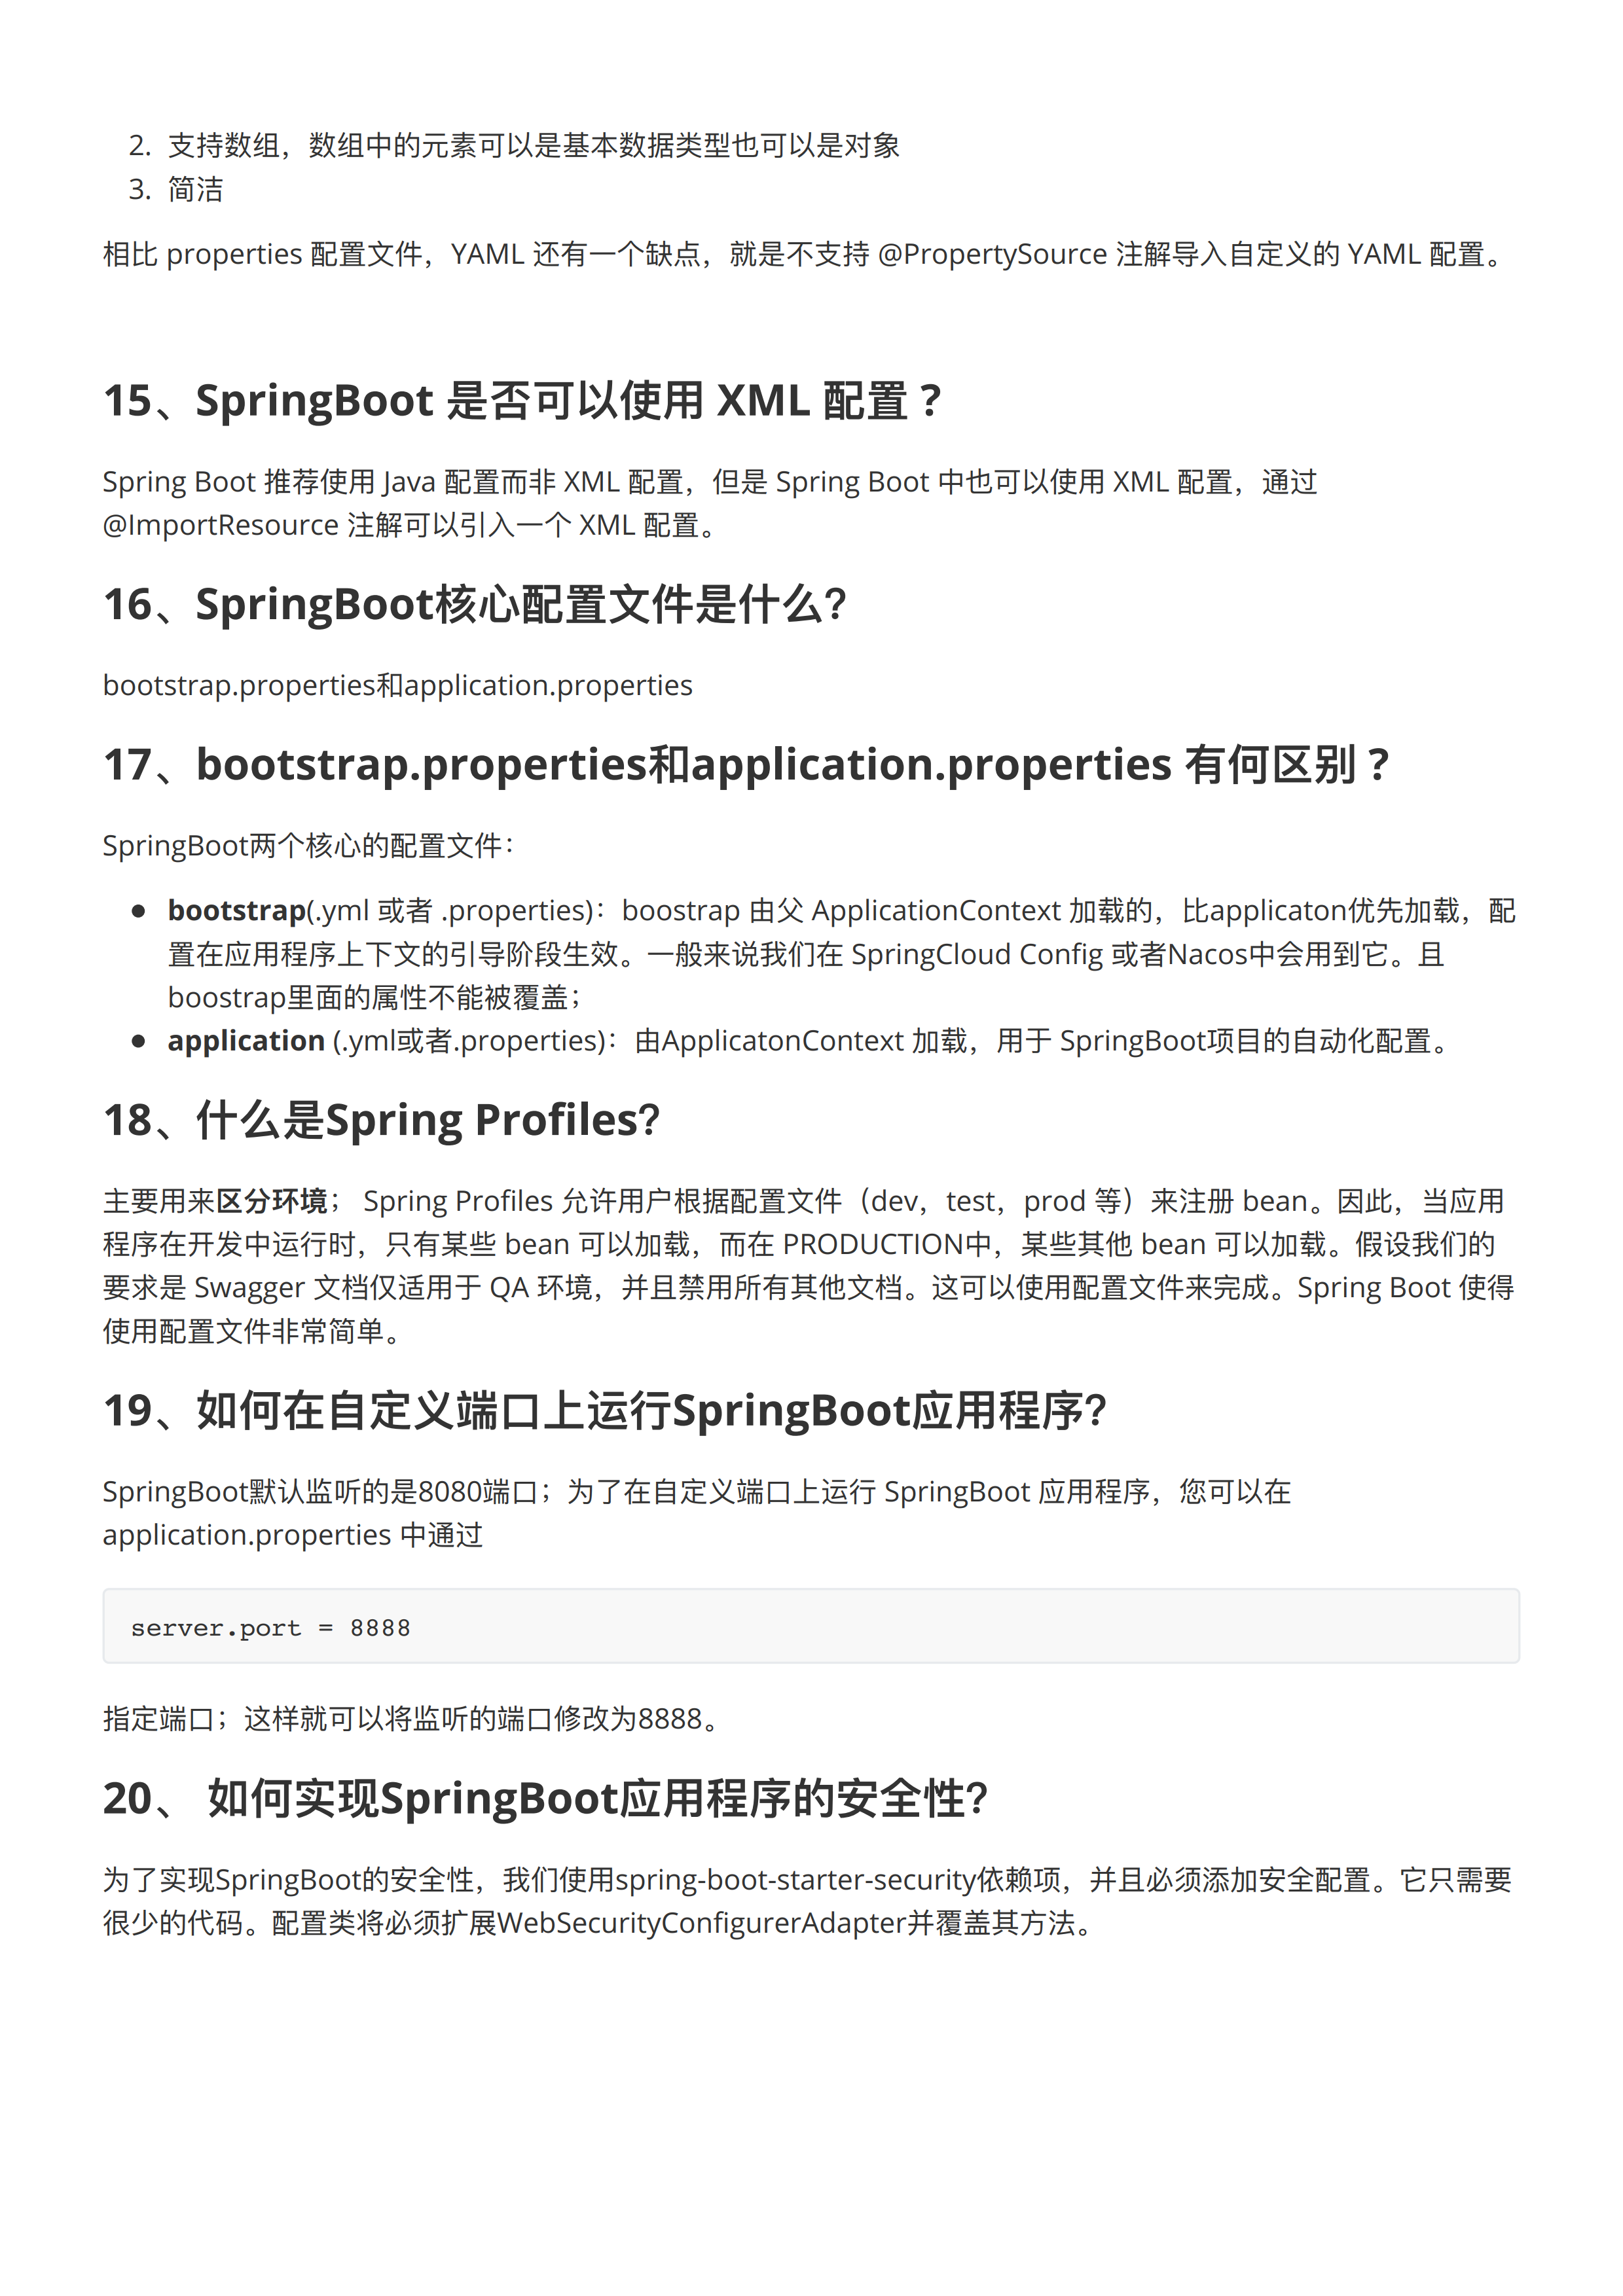 2. 支持数组，数组中的元素可以是基本数据类型也可以是对象
3. 简洁
相比 properties 配置文件，YAML 还有一个缺点，就是不支持 @PropertySource 注解导入自定义的 YAML 配置。
15、SpringBoot 是否可以使用 XML 配置 ?
Spring Boot 推荐使用 Java 配置而非 XML 配置，但是 Spring Boot 中也可以使用 XML 配置，通过
@ImportResource 注解可以引入一个 XML 配置。
16、SpringBoot核心配置文件是什么？
bootstrap.properties和application.properties
17、bootstrap.properties和application.properties 有何区别 ?
SpringBoot两个核心的配置文件：
• bootstrap(.yml 或者 .properties)：boostrap 由父 ApplicationContext 加载的，比applicaton优先加载，配
置在应用程序上下文的引导阶段生效。一般来说我们在 SpringCloud Config 或者Nacos中会用到它。且
boostrap里面的属性不能被覆盖；
• application (.yml或者.properties)：由ApplicatonContext 加载，用于 SpringBoot项目的自动化配置。
18、什么是Spring Profiles？
主要用来区分环境； Spring Profiles 允许用户根据配置文件（dev，test，prod 等）来注册 bean。因此，当应用
程序在开发中运行时，只有某些 bean 可以加载，而在 PRODUCTION中，某些其他 bean 可以加载。假设我们的
要求是 Swagger 文档仅适用于 QA 环境，并且禁用所有其他文档。这可以使用配置文件来完成。Spring Boot 使得
使用配置文件非常简单。
19、如何在自定义端口上运行SpringBoot应用程序？
SpringBoot默认监听的是8080端口；为了在自定义端口上运行 SpringBoot 应用程序，您可以在
application.properties 中通过
server.port = 8888
指定端口；这样就可以将监听的端口修改为8888。
20、 如何实现SpringBoot应用程序的安全性？
为了实现SpringBoot的安全性，我们使用spring-boot-starter-security依赖项，并且必须添加安全配置。它只需要
很少的代码。配置类将必须扩展WebSecurityConfigurerAdapter并覆盖其方法。